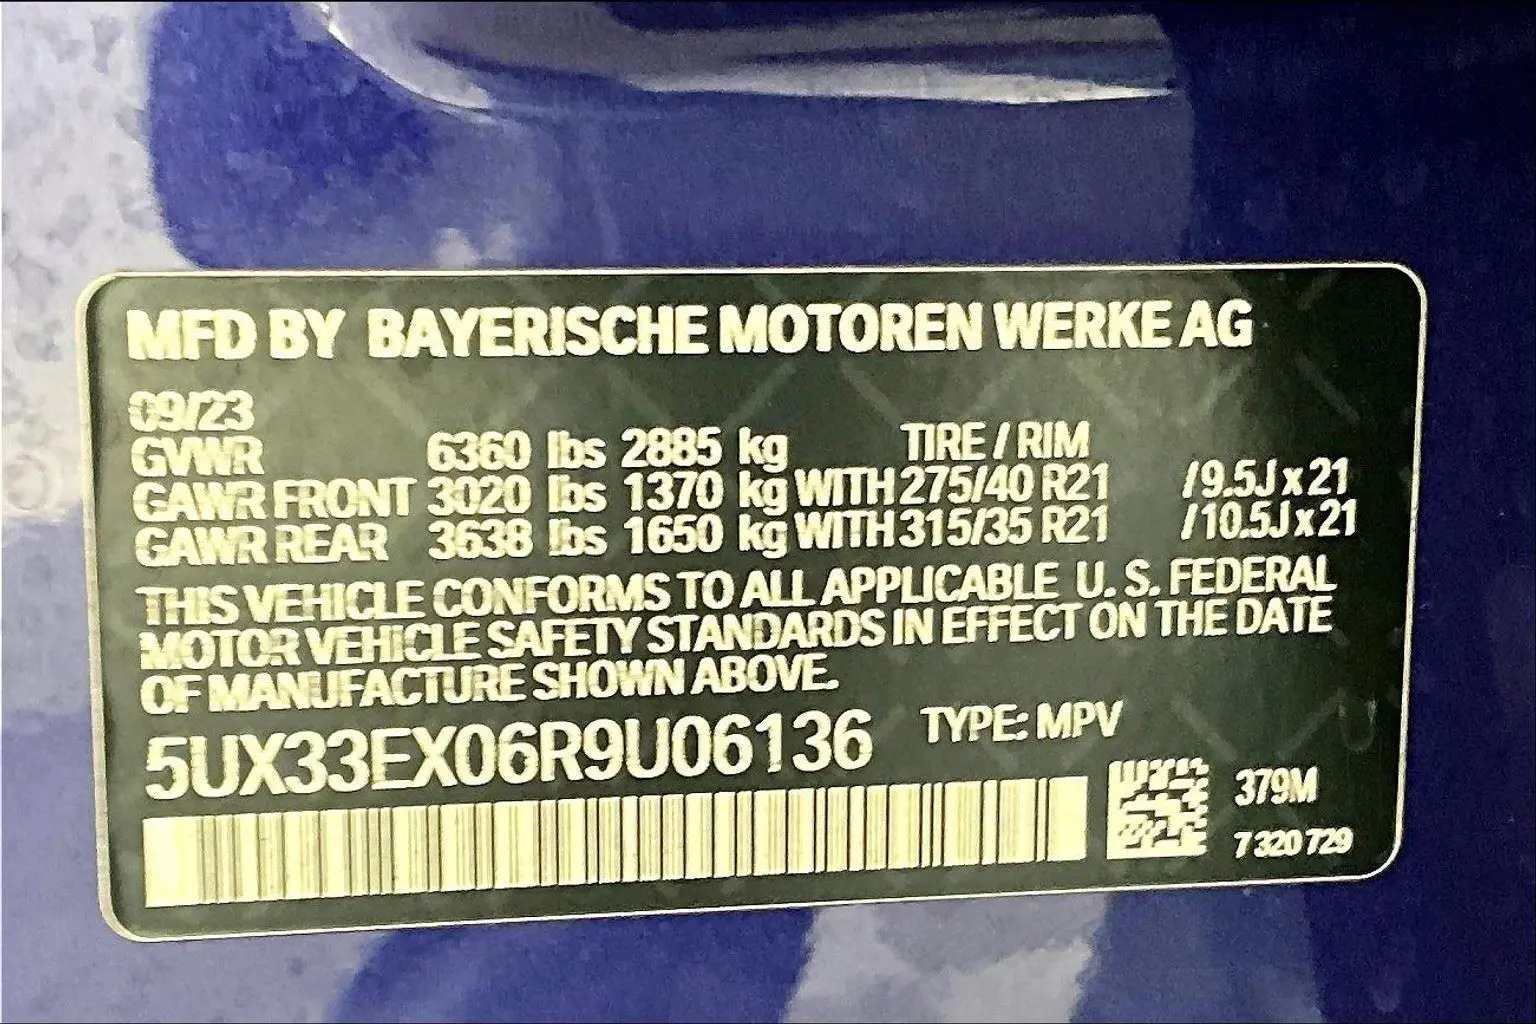 MFD BY BAYERISCHE MOTOREN WERKE AG
09/23
GVWR 6360 lbs 2885 kg TIRE / RIM
GAWR FRONT 3020 lbs 1370 kg WITH 275/40 R21 /9.5J x 21
GAWR REAR 3638 lbs 1650 kg WITH 315/35 R21 /10.5J x 21
THIS VEHICLE CONFORMS TO ALL APPLICABLE U. S. FEDERAL
MOTOR VEHICLE SAFETY STANDARDS IN EFFECT ON THE DATE
OF MANUFACTURE SHOWN ABOVE.
5UX33EX06R9U06136 TYPE: MPV
379M
7 320 729